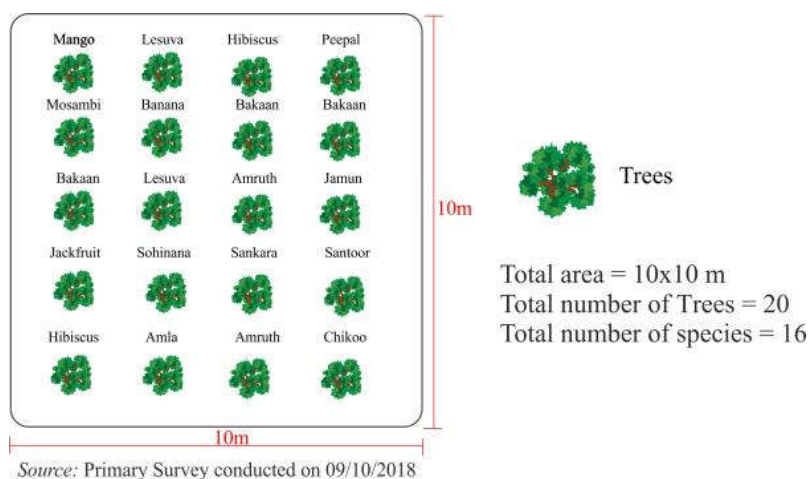 Mango Lesuva Hibiscus Peepal
Mosambi Banana Bakaan Bakaan
Bakaan Lesuva Amruth Jamun
Jackfruit Sohinana Sankara Santoor
Hibiscus Amla Amruth Chikoo
10m
10m
Trees
Total area = 10x10 m
Total number of Trees = 20
Total number of species = 16
Source: Primary Survey conducted on 09/10/2018